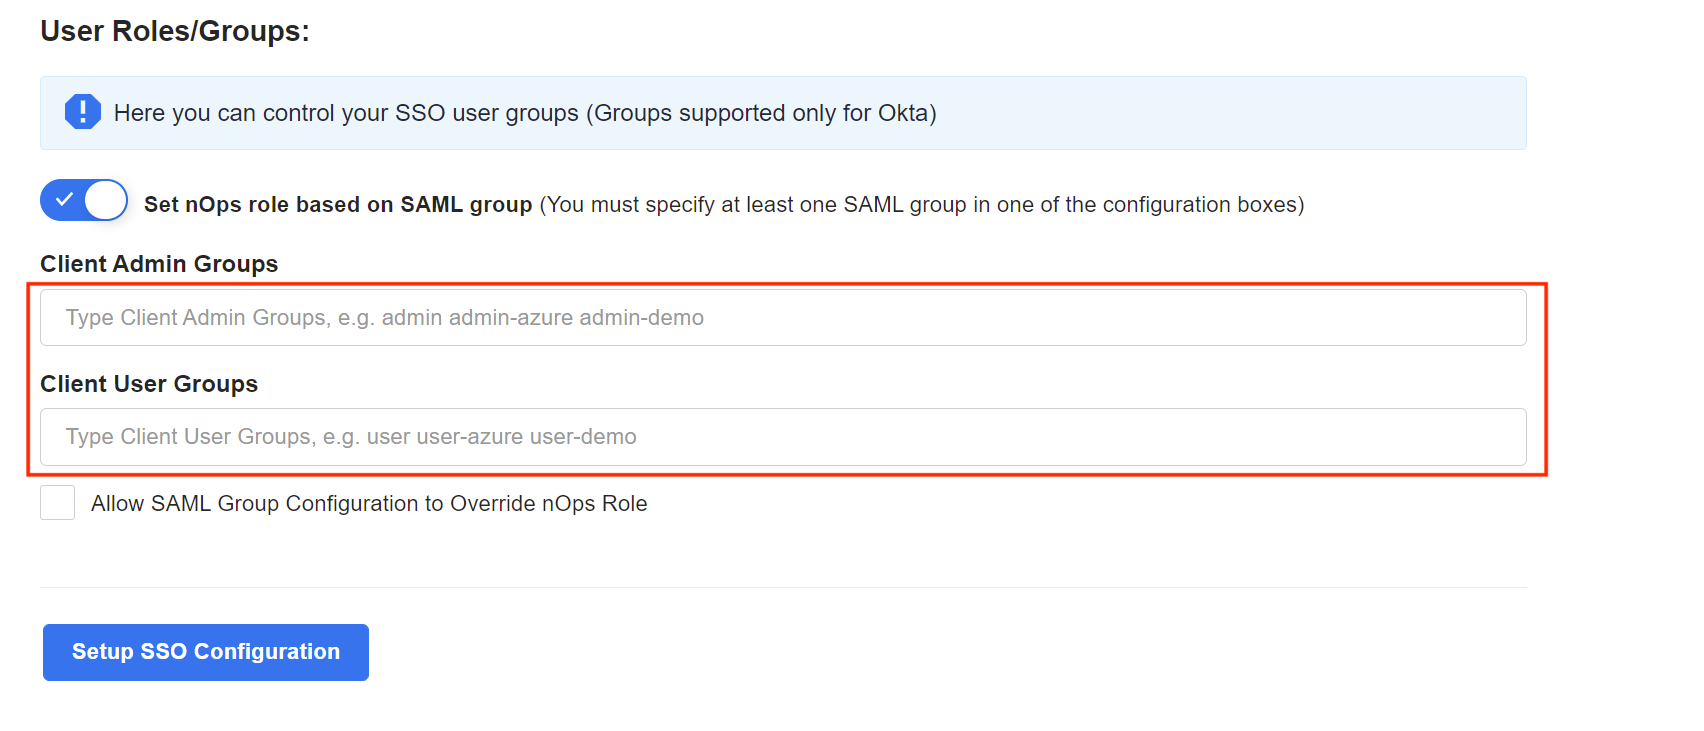 User Roles/Groups:
Here you can control your SSO user groups (Groups supported only for Okta)
Set nOps role based on SAML group (You must specify at least one SAML group in one of the configuration boxes)
Client Admin Groups
Type Client Admin Groups, e.g. admin admin-azure admin-demo
Client User Groups
Type Client User Groups, e.g. user user-azure user-demo
Allow SAML Group Configuration to Override nOps Role
Setup SSO Configuration